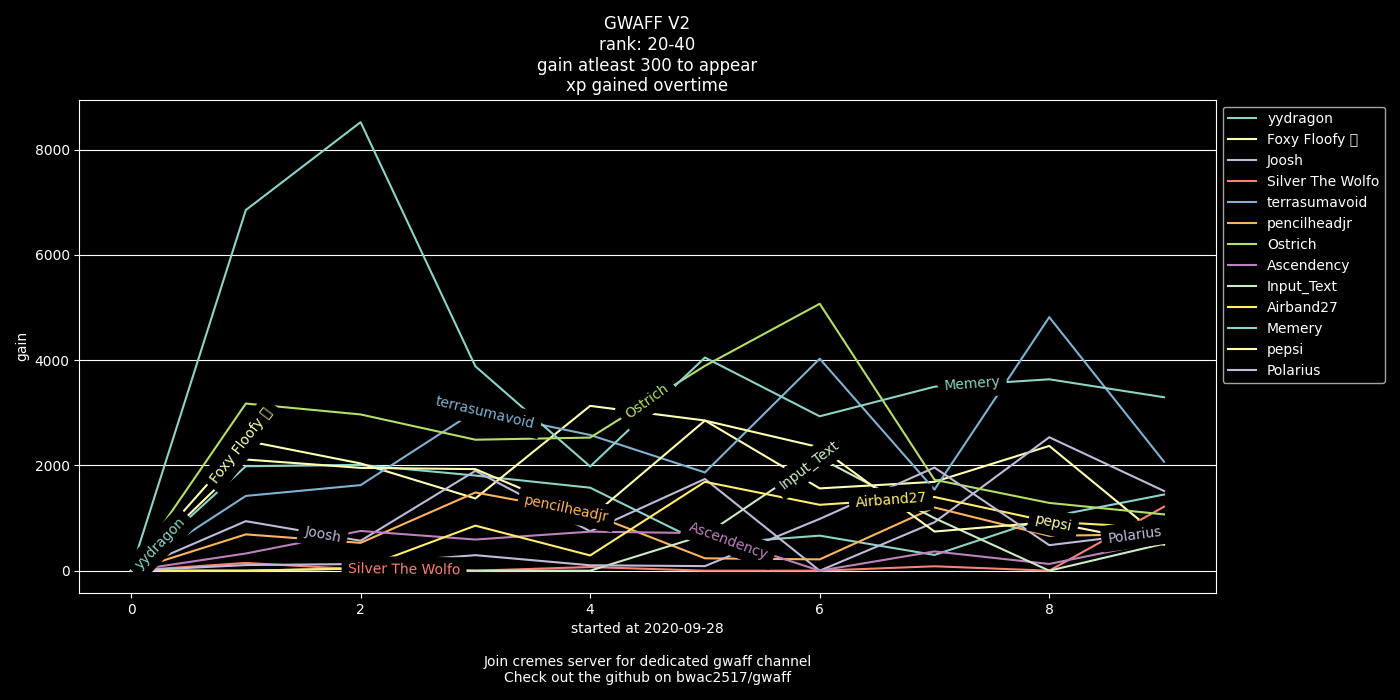 GWAFF V2
rank: 20-40
gain atleast 300 to appear
xp gained overtime
gain
8000
6000
4000
2000
0
0 2 4 6 8
started at 2020-09-28
Join cremes server for dedicated gwaff channel
Check out the github on bwac2517/gwaff
yydragon
Foxy Floofy
Joosh
Silver The Wolfo
terrasumavoid
pencilheadjr
Ostrich
Ascendency
Input_Text
Airband27
Memery
pepsi
Polarius
yydragon
Foxy Floofy
Joosh
Silver The Wolfo
terrasumavoid
pencilheadjr
Ostrich
Ascendency
Input_Text
Airband27
Memery
pepsi
Polarius